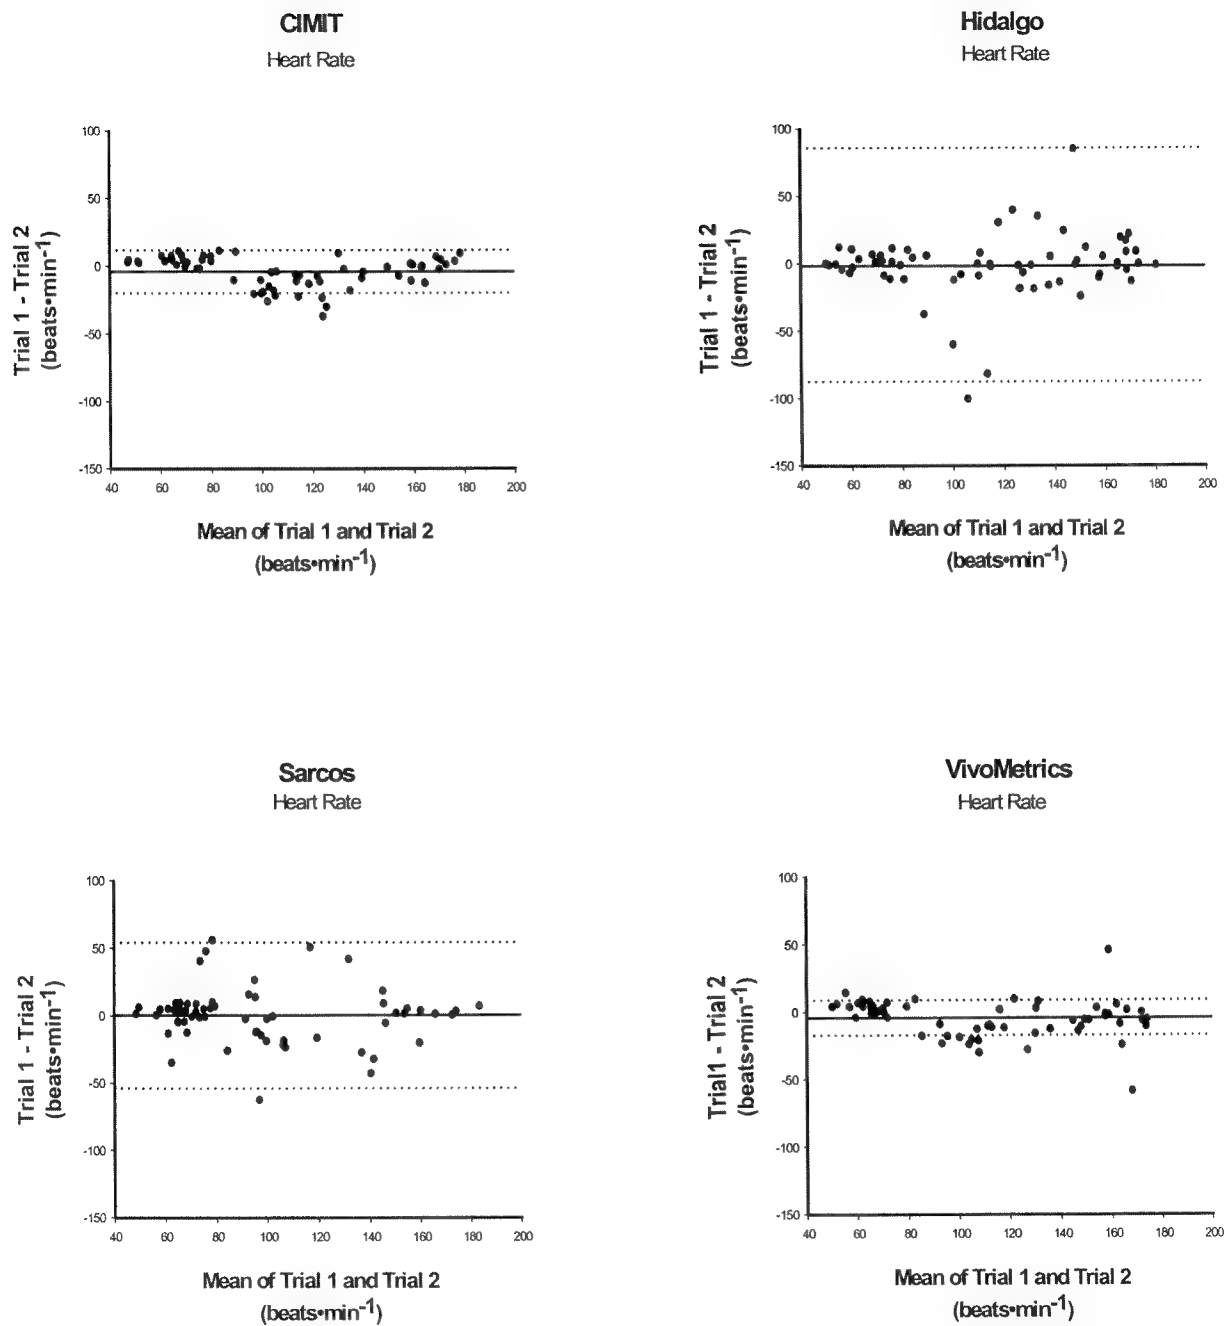 CIMIT
Heart Rate
100
50
0
-50
-100
-150
40 60 80 100 120 140 160 180 200
Trial 1 - Trial 2
(beats•min-1)
Mean of Trial 1 and Trial 2
(beats•min-1)
Hidalgo
Heart Rate
100
50
0
-50
-100
-150
40 60 80 100 120 140 160 180 200
Trial 1 - Trial 2
(beats•min-1)
Mean of Trial 1 and Trial 2
(beats•min-1)
Sarcos
Heart Rate
100
50
0
-50
-100
-150
40 60 80 100 120 140 160 180 200
Trial 1 - Trial 2
(beats•min-1)
Mean of Trial 1 and Trial 2
(beats•min-1)
VivoMetrics
Heart Rate
100
50
0
-50
-100
-150
40 60 80 100 120 140 160 180 200
Trial1 - Trial 2
(beats•min-1)
Mean of Trial 1 and Trial 2
(beats•min-1)